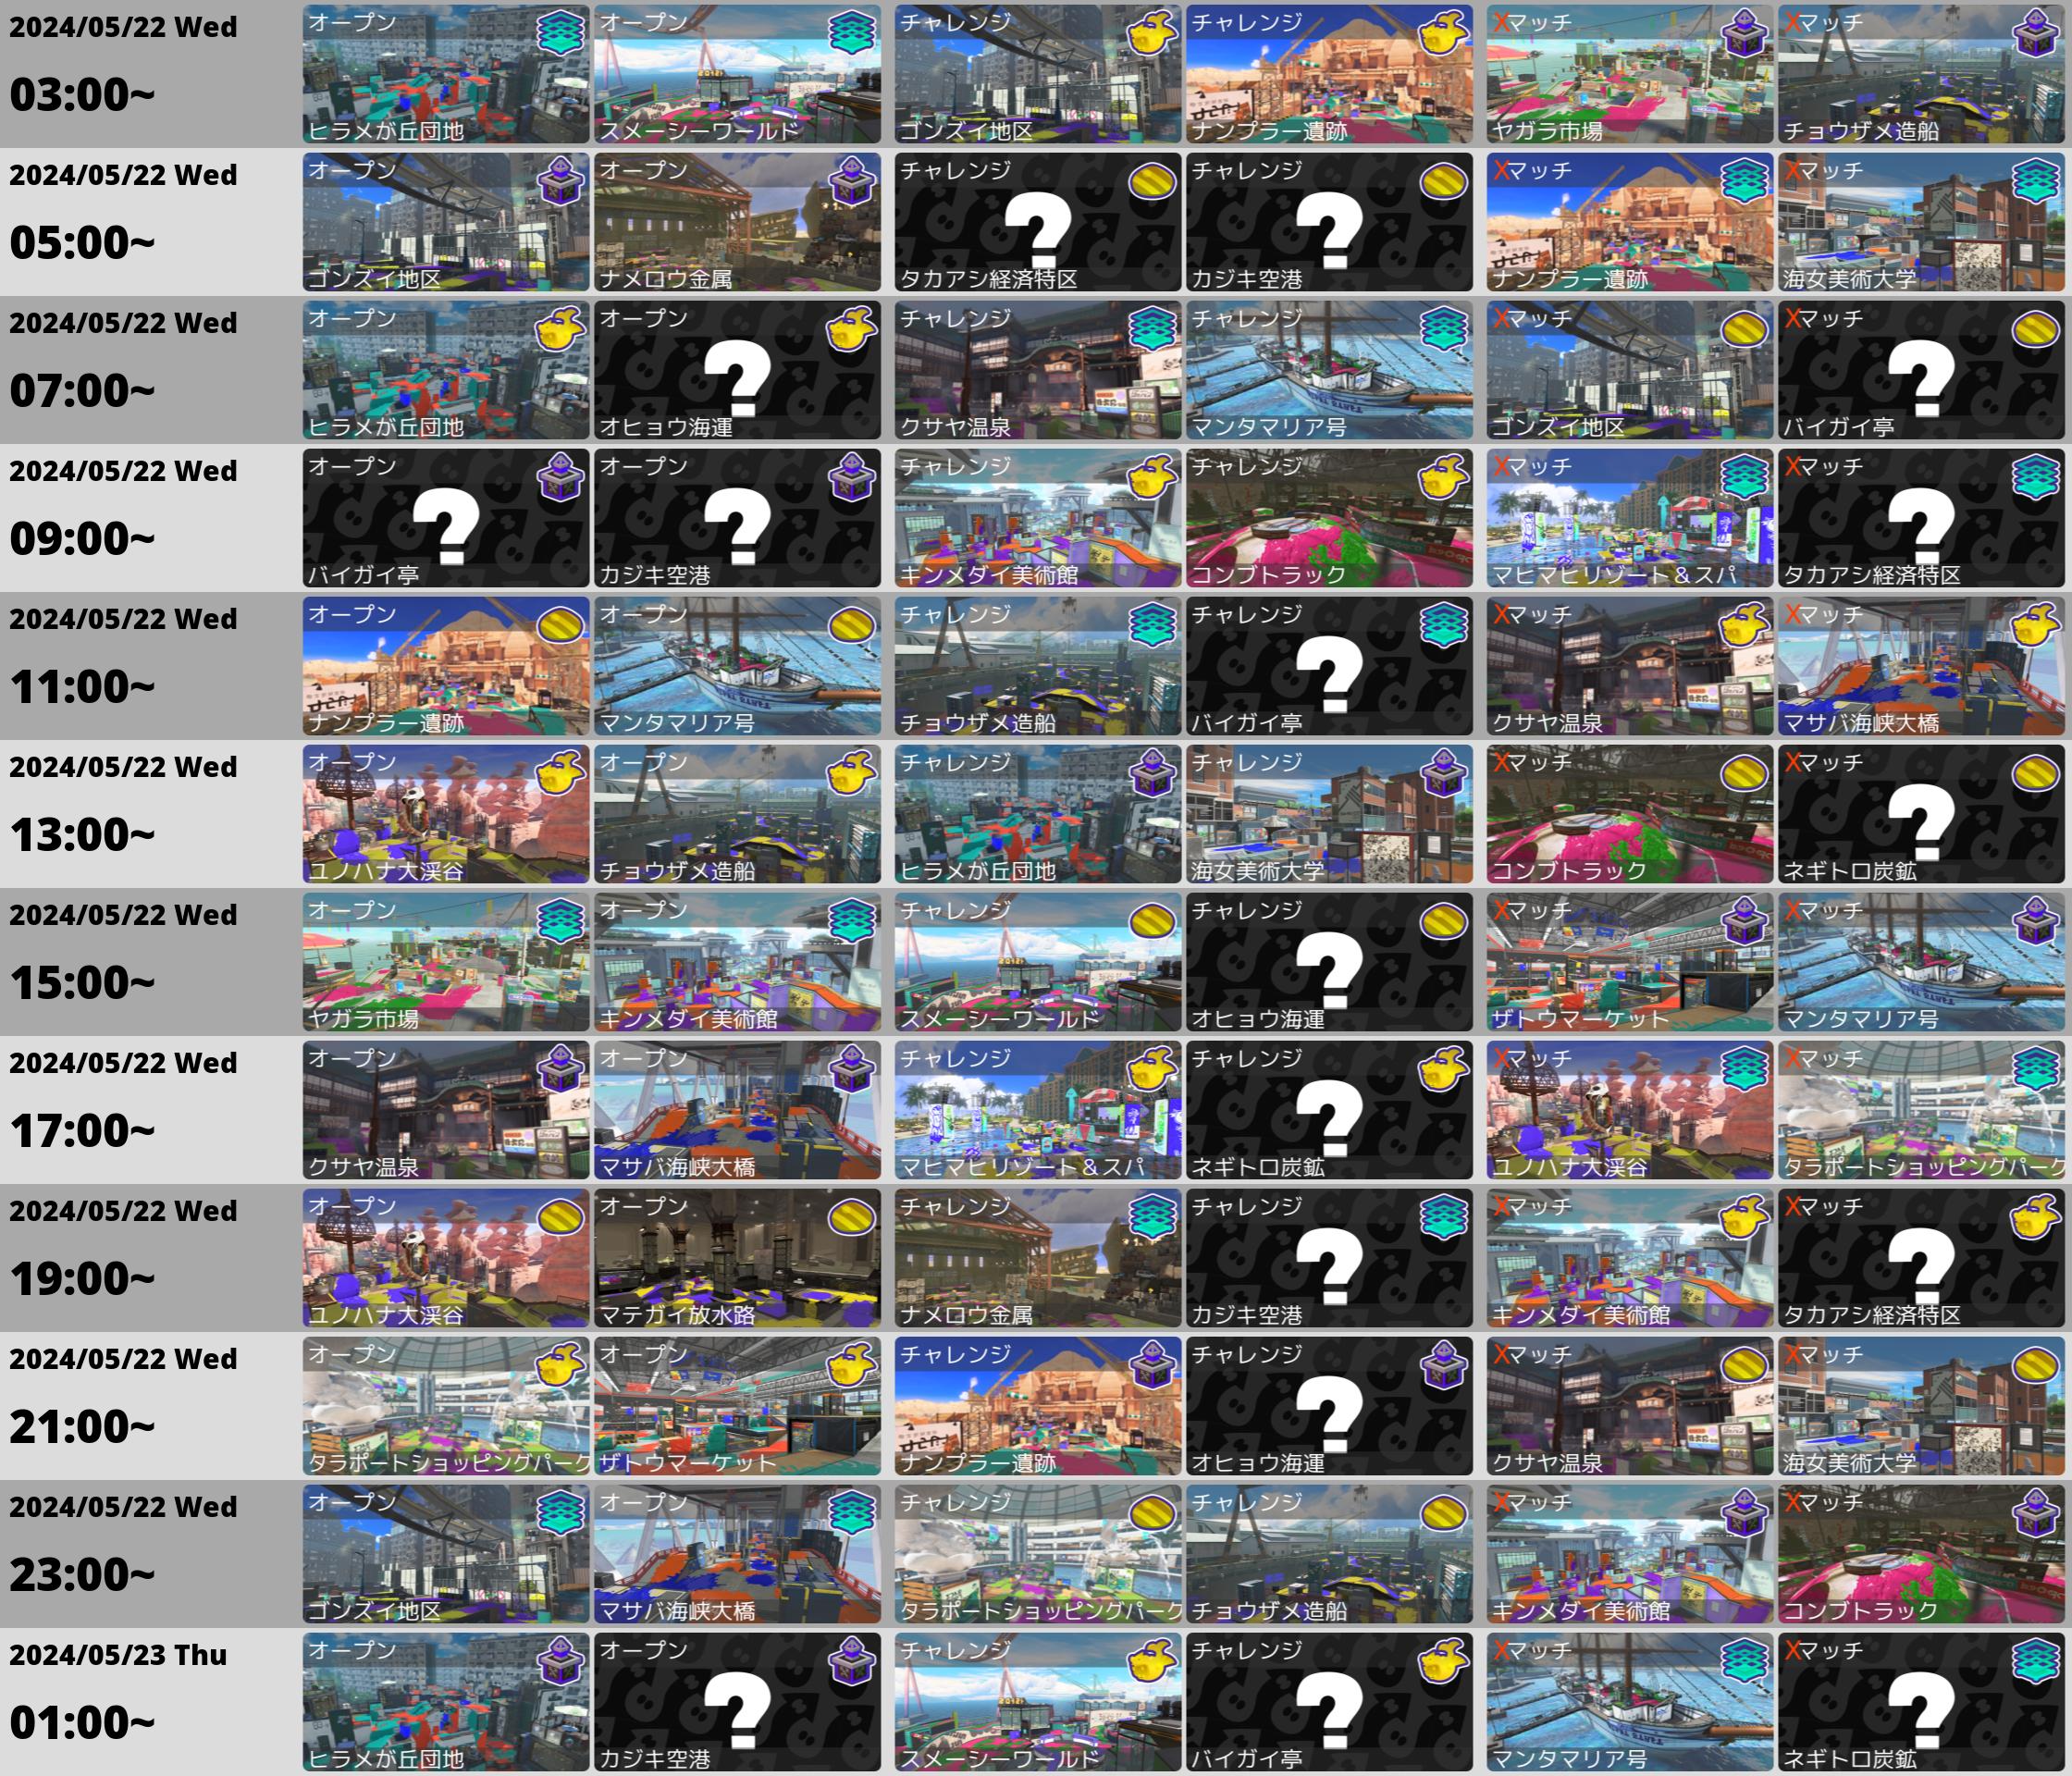 2024/05/22 Wed
03:00~
オープン
ヒラメが丘団地
オープン
スメーシーワールド
チャレンジ
ゴンズイ地区
チャレンジ
ナンプラー遺跡
Xマッチ
ヤガラ市場
Xマッチ
チョウザメ造船
2024/05/22 Wed
05:00~
オープン
ゴンズイ地区
オープン
ナメロウ金属
チャレンジ
?
タカアシ経済特区
チャレンジ
?
カジキ空港
Xマッチ
ナンプラー遺跡
Xマッチ
海女美術大学
2024/05/22 Wed
07:00~
オープン
ヒラメが丘団地
オープン
?
オヒョウ海運
チャレンジ
クサヤ温泉
チャレンジ
マンタマリア号
Xマッチ
ゴンズイ地区
Xマッチ
?
バイガイ亭
2024/05/22 Wed
09:00~
オープン
?
バイガイ亭
オープン
?
カジキ空港
チャレンジ
キンメダイ美術館
チャレンジ
コンブトラック
Xマッチ
マヒマヒリゾート&スパ
Xマッチ
?
タカアシ経済特区
2024/05/22 Wed
11:00~
オープン
ナンプラー遺跡
オープン
マンタマリア号
チャレンジ
チョウザメ造船
チャレンジ
?
バイガイ亭
Xマッチ
クサヤ温泉
Xマッチ
マサバ海峡大橋
2024/05/22 Wed
13:00~
オープン
ユノハナ大渓谷
オープン
チョウザメ造船
チャレンジ
ヒラメが丘団地
チャレンジ
海女美術大学
Xマッチ
コンブトラック
Xマッチ
?
ネギトロ炭鉱
2024/05/22 Wed
15:00~
オープン
ヤガラ市場
オープン
キンメダイ美術館
チャレンジ
スメーシーワールド
チャレンジ
?
オヒョウ海運
Xマッチ
ザトウマーケット
Xマッチ
マンタマリア号
2024/05/22 Wed
17:00~
オープン
クサヤ温泉
オープン
マサバ海峡大橋
チャレンジ
マヒマヒリゾート&スパ
チャレンジ
?
ネギトロ炭鉱
Xマッチ
ユノハナ大渓谷
Xマッチ
タラポートショッピングパーク
2024/05/22 Wed
19:00~
オープン
ユノハナ大渓谷
オープン
マテガイ放水路
チャレンジ
ナメロウ金属
チャレンジ
?
カジキ空港
Xマッチ
キンメダイ美術館
Xマッチ
?
タカアシ経済特区
2024/05/22 Wed
21:00~
オープン
タラポートショッピングパーク
オープン
ザトウマーケット
チャレンジ
ナンプラー遺跡
チャレンジ
?
オヒョウ海運
Xマッチ
クサヤ温泉
Xマッチ
海女美術大学
2024/05/22 Wed
23:00~
オープン
ゴンズイ地区
オープン
マサバ海峡大橋
チャレンジ
タラポートショッピングパーク
チャレンジ
チョウザメ造船
Xマッチ
キンメダイ美術館
Xマッチ
コンブトラック
2024/05/23 Thu
01:00~
オープン
ヒラメが丘団地
オープン
?
カジキ空港
チャレンジ
スメーシーワールド
チャレンジ
?
バイガイ亭
Xマッチ
マンタマリア号
Xマッチ
?
ネギトロ炭鉱